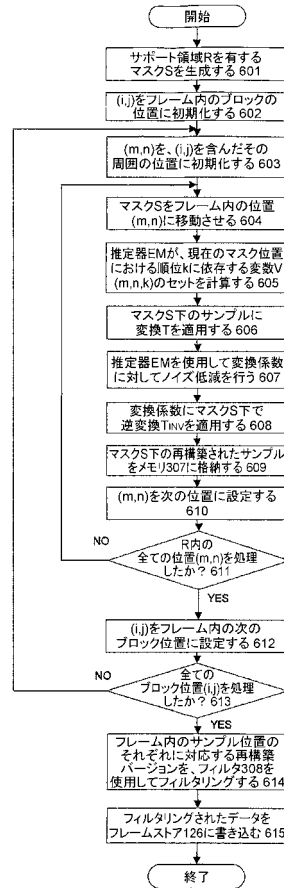 開始
サポート領域Rを有する
マスクSを生成する 601
(i,j)をフレーム内のブロックの
位置に初期化する 602
(m,n)を、(i,j)を含んだその
周囲の位置に初期化する 603
マスクSをフレーム内の位置
(m,n)に移動させる 604
推定器EMが、現在のマスク位置
における順位kに依存する変数V
(m,n,k)のセットを計算する 605
マスクS下のサンプルに
変換Tを適用する 606
推定器EMを使用して変換係数
に対してノイズ低減を行う 607
変換係数にマスクS下で
逆変換TINVを適用する 608
マスクS下の再構築されたサンプル
をメモリ307に格納する 609
(m,n)を次の位置に設定する
610
NO
R内の
全ての位置(m,n)を処理
したか? 611
YES
(i,j)をフレーム内の次の
ブロック位置に設定する 612
NO
全ての
ブロック位置(i,j)を処理
したか? 613
YES
フレーム内のサンプル位置の
それぞれに対応する再構築
バージョンを、フィルタ308を
使用してフィルタリングする 614
フィルタリングされたデータを
フレームストア126に書き込む 615
終了